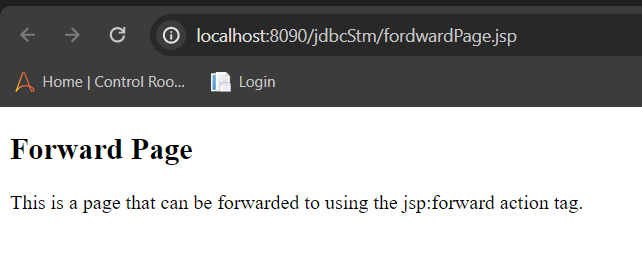 localhost:8090/jdbcStm/fordwardPage.jsp
Home | Control Roo... Login
Forward Page
This is a page that can be forwarded to using the jsp:forward action tag.